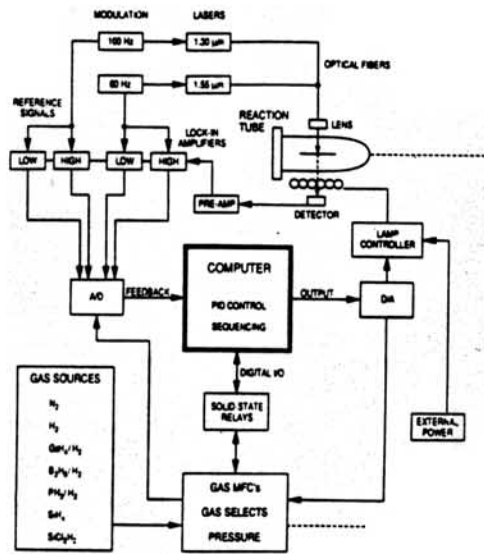 MODULATION
LASERS
100 Hz
1.30 μm
OPTICAL FIBERS
60 Hz
1.55 μm
REFERENCE
SIGNALS
REACTION
TUBE
LENS
LOCK-IN
AMPLIFIERS
LOW
HIGH
LOW
HIGH
PRE-AMP
DETECTOR
LAMP
CONTROLLER
COMPUTER
PID CONTROL
SEQUENCING
A/D
FEEDBACK
OUTPUT
D/A
GAS SOURCES
N₂
H₂
GeH₄/H₂
B₂H₆/H₂
PH₃/H₂
SiH₄
SiCl₂H₂
DIGITAL I/O
SOLID STATE
RELAYS
EXTERNAL
POWER
GAS MFC's
GAS SELECTS
PRESSURE